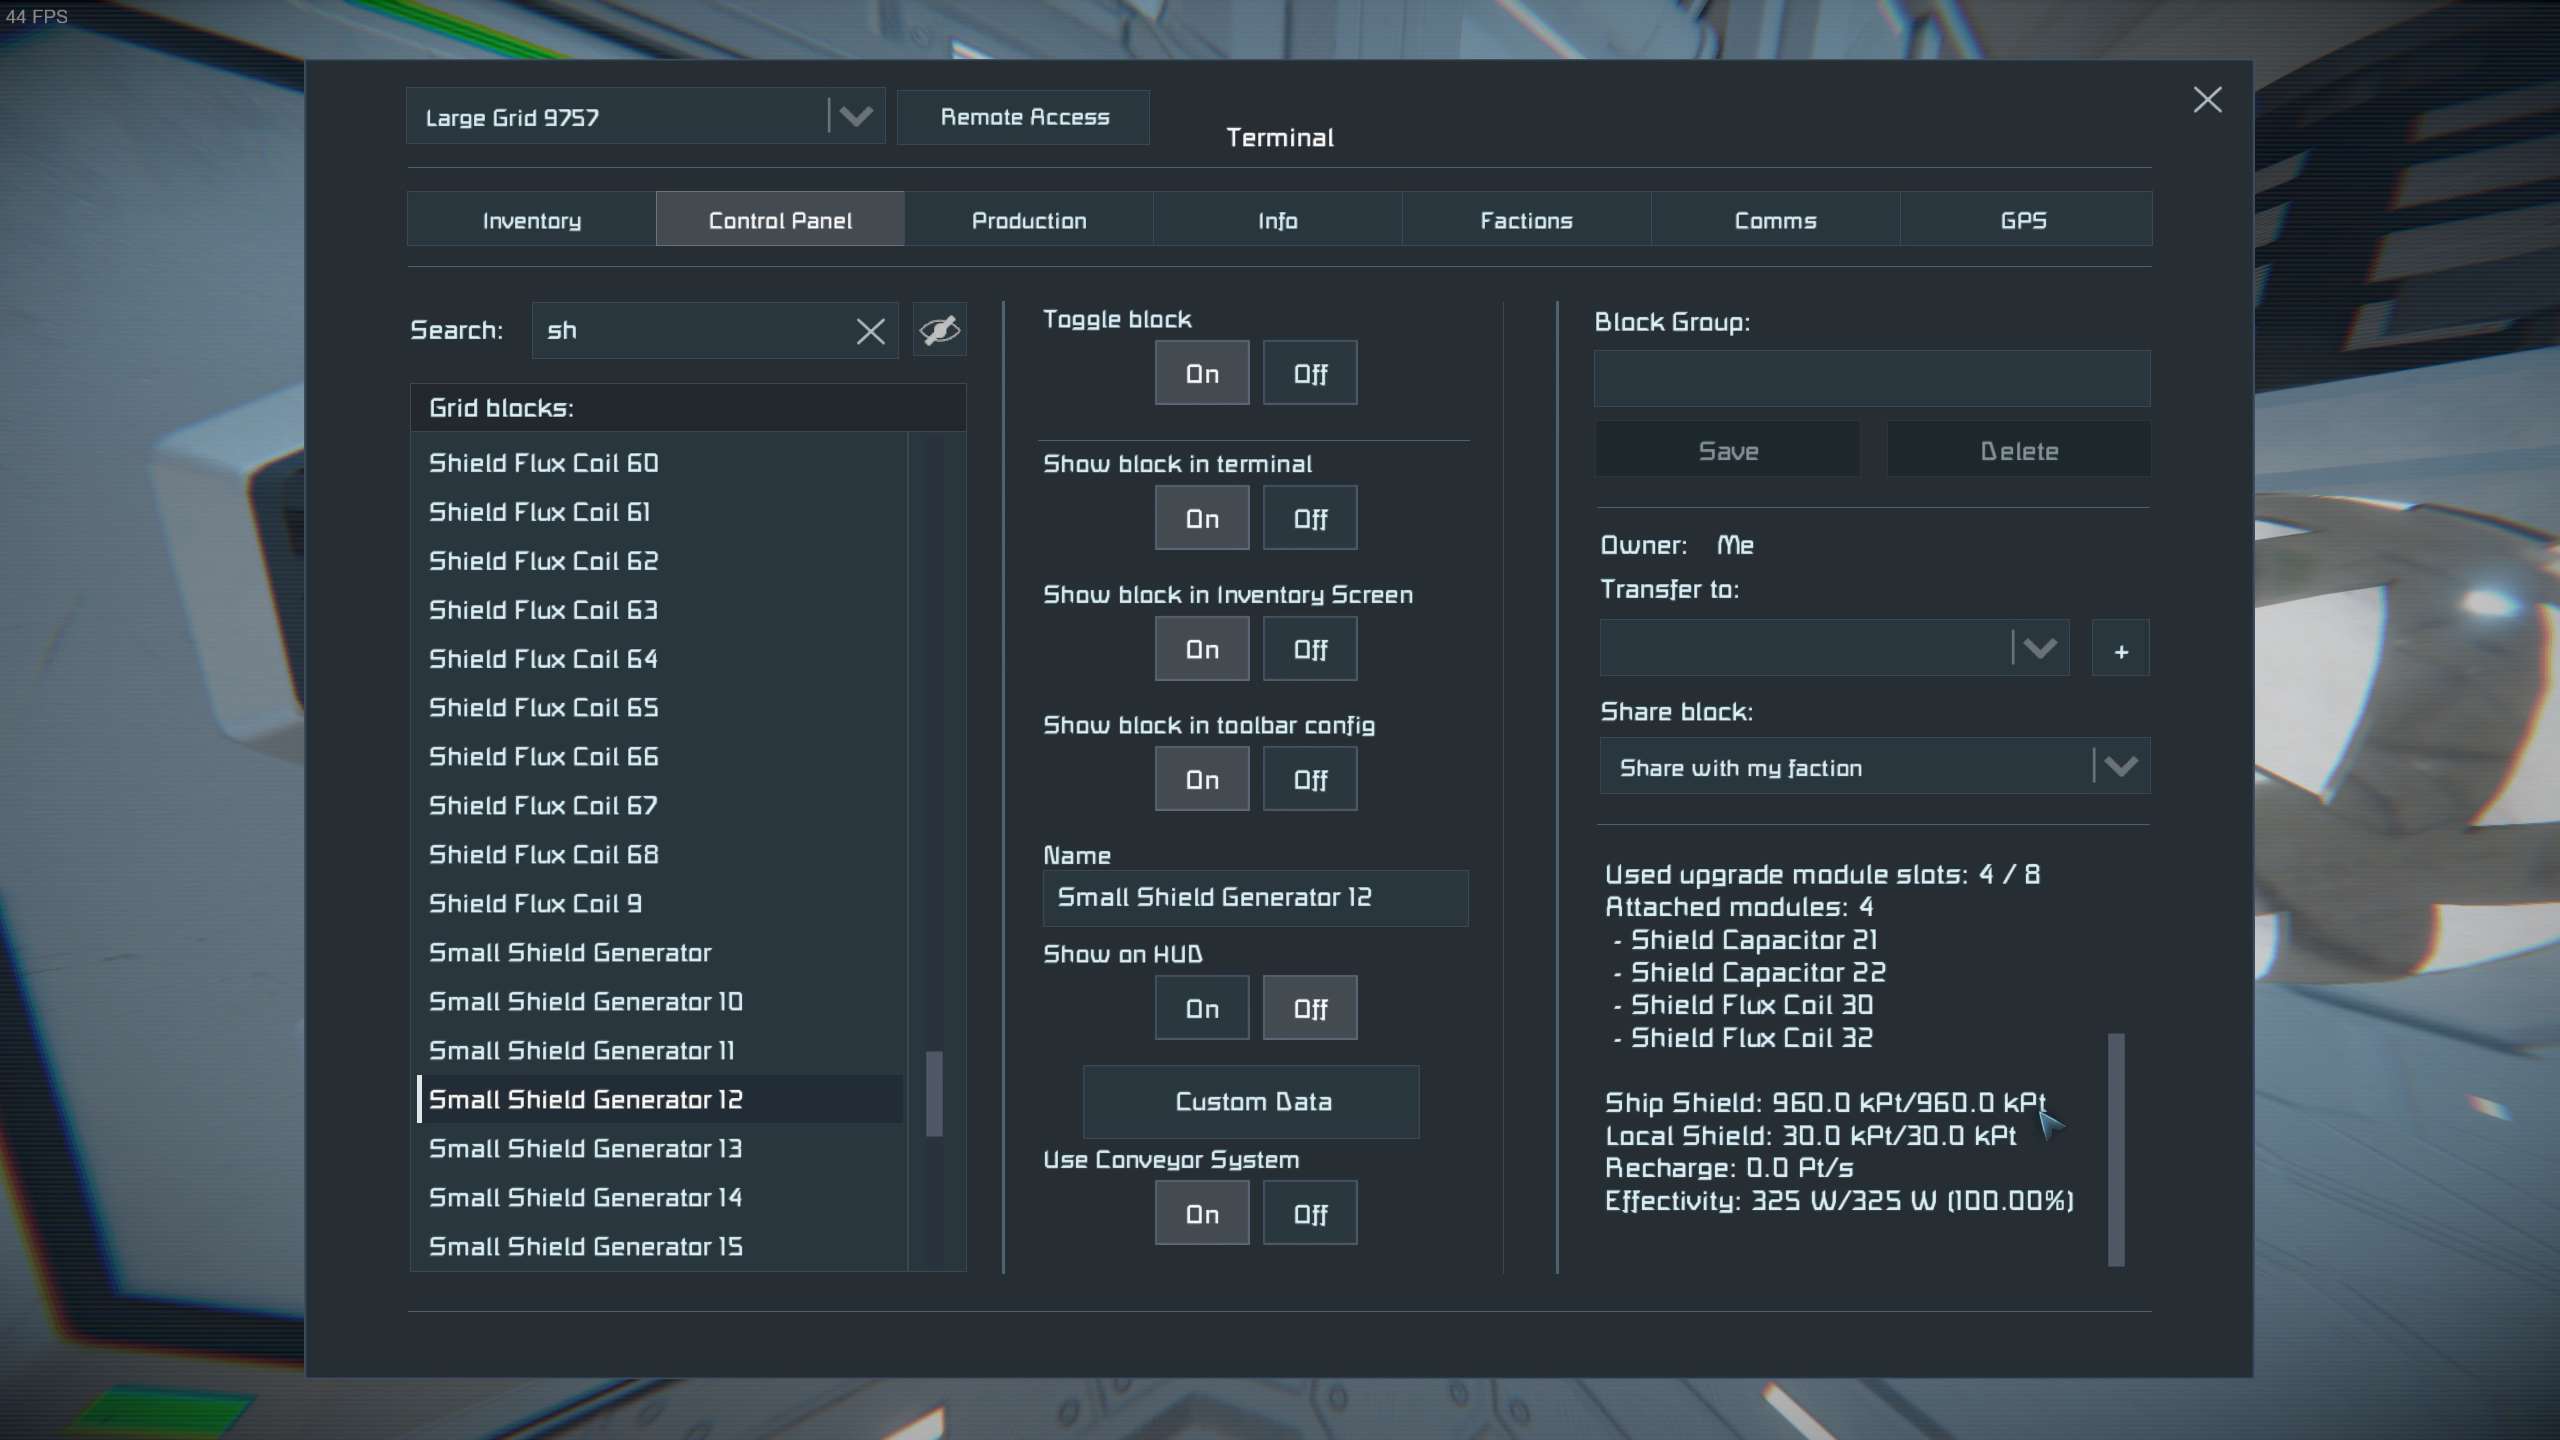 44 FPS
Large Grid 9757
Remote Access
Terminal
Inventory
Control Panel
Production
Info
Factions
Comms
GPS
Search:
sh
Grid blocks:
Shield Flux Coil 60
Shield Flux Coil 61
Shield Flux Coil 62
Shield Flux Coil 63
Shield Flux Coil 64
Shield Flux Coil 65
Shield Flux Coil 66
Shield Flux Coil 67
Shield Flux Coil 68
Shield Flux Coil 9
Small Shield Generator
Small Shield Generator 10
Small Shield Generator 11
Small Shield Generator 12
Small Shield Generator 13
Small Shield Generator 14
Small Shield Generator 15
Toggle block
On Off
Show block in terminal
On Off
Show block in Inventory Screen
On Off
Show block in toolbar config
On Off
Name
Small Shield Generator 12
Show on HUD
On Off
Custom Data
Use Conveyor System
On Off
Block Group:
Save Delete
Owner: Me
Transfer to:
+
Share block:
Share with my faction
Used upgrade module slots: 4 / 8
Attached modules: 4
- Shield Capacitor 21
- Shield Capacitor 22
- Shield Flux Coil 30
- Shield Flux Coil 32
Ship Shield: 960.0 kPt/960.0 kPt
Local Shield: 30.0 kPt/30.0 kPt
Recharge: 0.0 Pt/s
Effectivity: 325 W/325 W (100.00%)